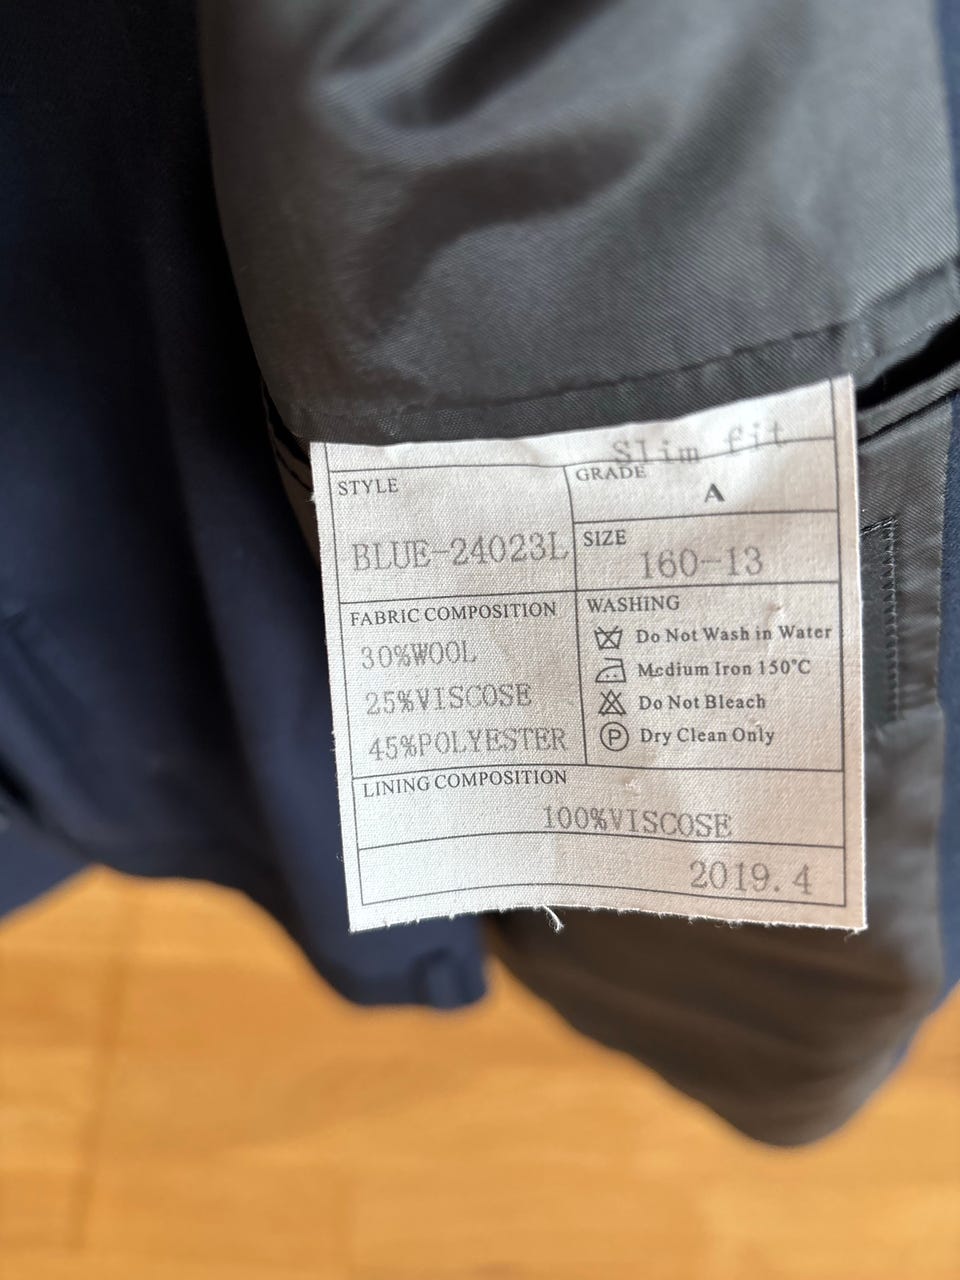 Slim fit
STYLE
BLUE-24023L
GRADE
A
SIZE
160-13
FABRIC COMPOSITION
30%WOOL
25%VISCOSE
45%POLYESTER
WASHING
Do Not Wash in Water
Medium Iron 150°C
Do Not Bleach
P Dry Clean Only
LINING COMPOSITION
100%VISCOSE
2019.4